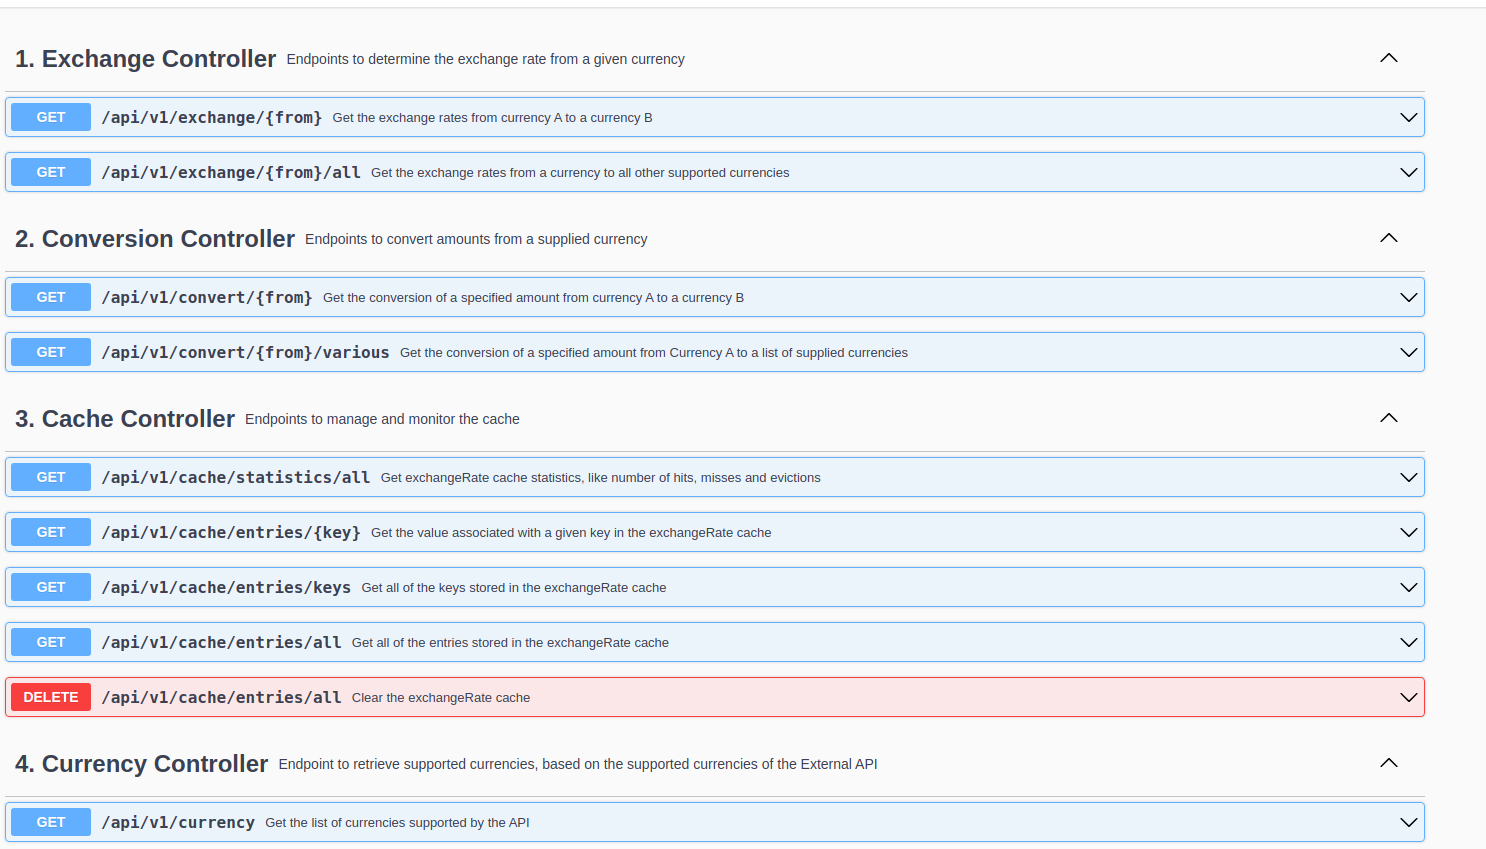 1. Exchange Controller Endpoints to determine the exchange rate from a given currency
GET /api/v1/exchange/{from} Get the exchange rates from currency A to a currency B
GET /api/v1/exchange/{from}/all Get the exchange rates from a currency to all other supported currencies
2. Conversion Controller Endpoints to convert amounts from a supplied currency
GET /api/v1/convert/{from} Get the conversion of a specified amount from currency A to a currency B
GET /api/v1/convert/{from}/various Get the conversion of a specified amount from Currency A to a list of supplied currencies
3. Cache Controller Endpoints to manage and monitor the cache
GET /api/v1/cache/statistics/all Get exchangeRate cache statistics, like number of hits, misses and evictions
GET /api/v1/cache/entries/{key} Get the value associated with a given key in the exchangeRate cache
GET /api/v1/cache/entries/keys Get all of the keys stored in the exchangeRate cache
GET /api/v1/cache/entries/all Get all of the entries stored in the exchangeRate cache
DELETE /api/v1/cache/entries/all Clear the exchangeRate cache
4. Currency Controller Endpoint to retrieve supported currencies, based on the supported currencies of the External API
GET /api/v1/currency Get the list of currencies supported by the API